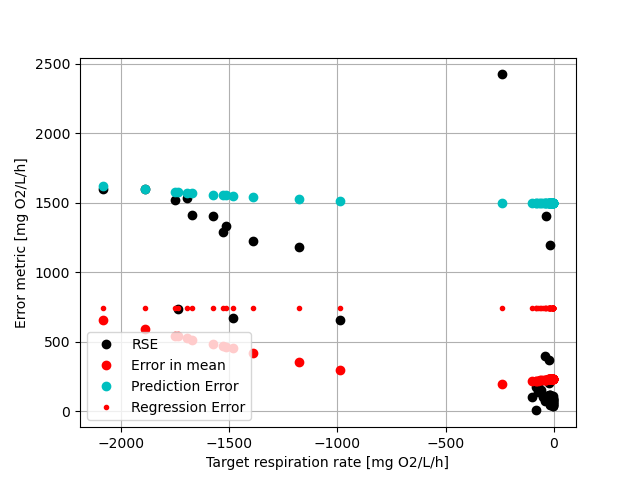 2500
2000
1500
1000
500
0
Error metric [mg O2/L/h]
RSE
Error in mean
Prediction Error
Regression Error
−2000 −1500 −1000 −500 0
Target respiration rate [mg O2/L/h]